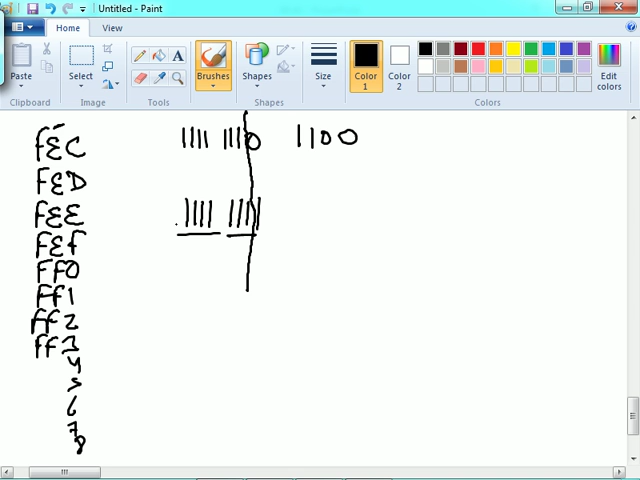 Untitled - Paint
Home View
Paste
Select
A
Brushes
Shapes
Size
Color 1
Color 2
Edit colors
Clipboard Image Tools Shapes Colors
FEC 1111 1110 1100
FED
FEE 1111 1111
FEF
FF0
FF1
FF2
FF3
4
5
6
7
8